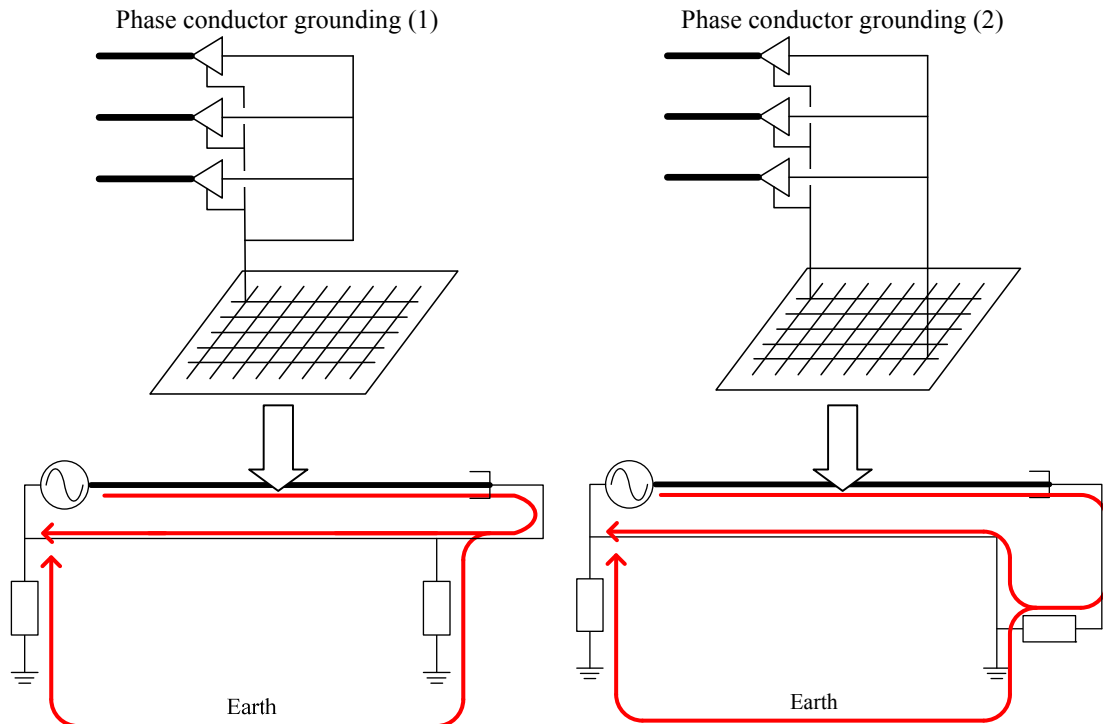 Phase conductor grounding (1)
Phase conductor grounding (2)
Earth
Earth